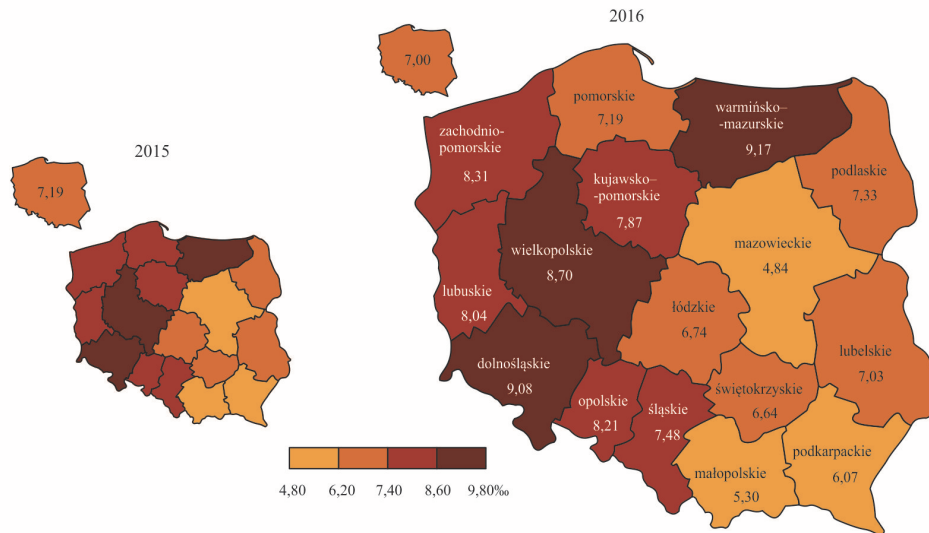 2016
7,00
2015
7,19
pomorskie
7,19
warmińsko–
-mazurskie
9,17
zachodnio-
pomorskie
8,31
podlaskie
7,33
kujawsko–
-pomorskie
7,87
wielkopolskie
8,70
mazowieckie
4,84
lubuskie
8,04
łódzkie
6,74
lubelskie
7,03
dolnośląskie
9,08
opolskie
8,21
śląskie
7,48
świętokrzyskie
6,64
małopolskie
5,30
podkarpackie
6,07
4,80 6,20 7,40 8,60 9,80‰